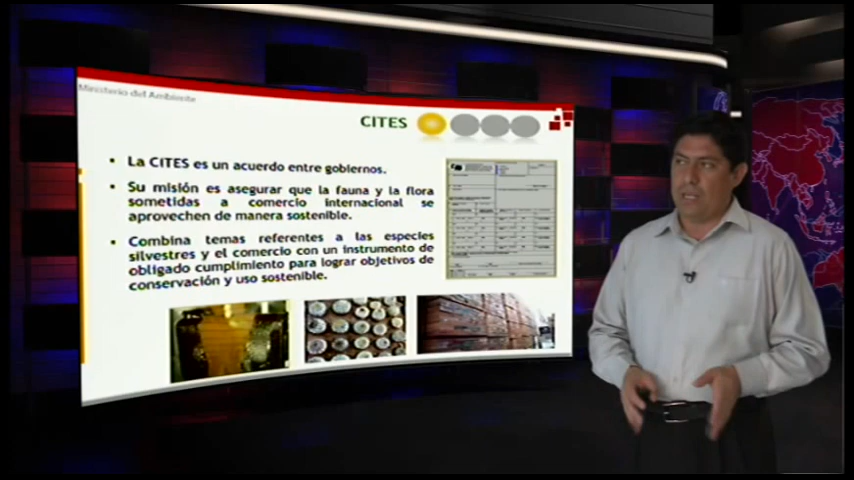 Ministerio del Ambiente
CITES
• La CITES es un acuerdo entre gobiernos.
• Su misión es asegurar que la fauna y la flora
sometidas a comercio internacional se
aprovechen de manera sostenible.
• Combina temas referentes a las especies
silvestres y el comercio con un instrumento de
obligado cumplimiento para lograr objetivos de
conservación y uso sostenible.